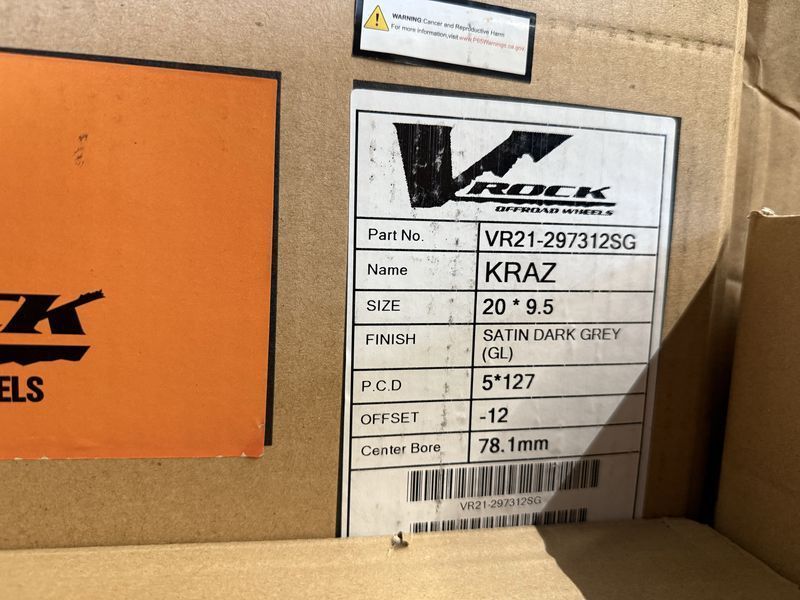 WARNING:Cancer and Reproductive Harm
For more information,visit www.P65Warnings.ca.gov
V ROCK
OFFROAD WHEELS
Part No. VR21-297312SG
Name KRAZ
SIZE 20 * 9.5
FINISH SATIN DARK GREY
(GL)
P.C.D 5*127
OFFSET -12
Center Bore 78.1mm
VR21-297312SG
CK
ELS